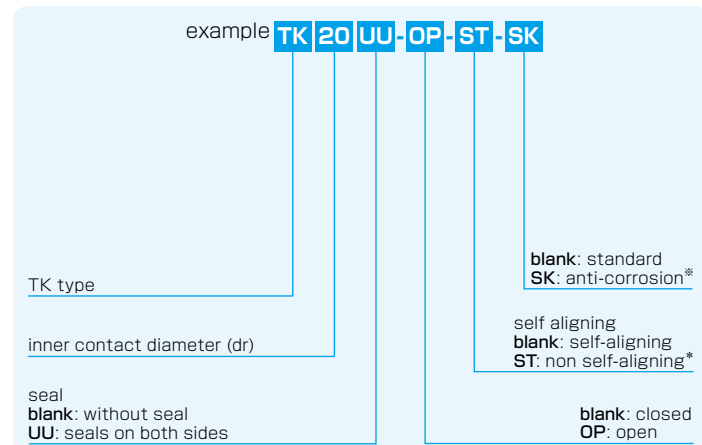 example TK 20 UU-OP-ST-SK
blank: standard
SK: anti-corrosion※
TK type
self aligning
blank: self-aligning
ST: non self-aligning*
inner contact diameter (dr)
seal
blank: without seal
UU: seals on both sides
blank: closed
OP: open